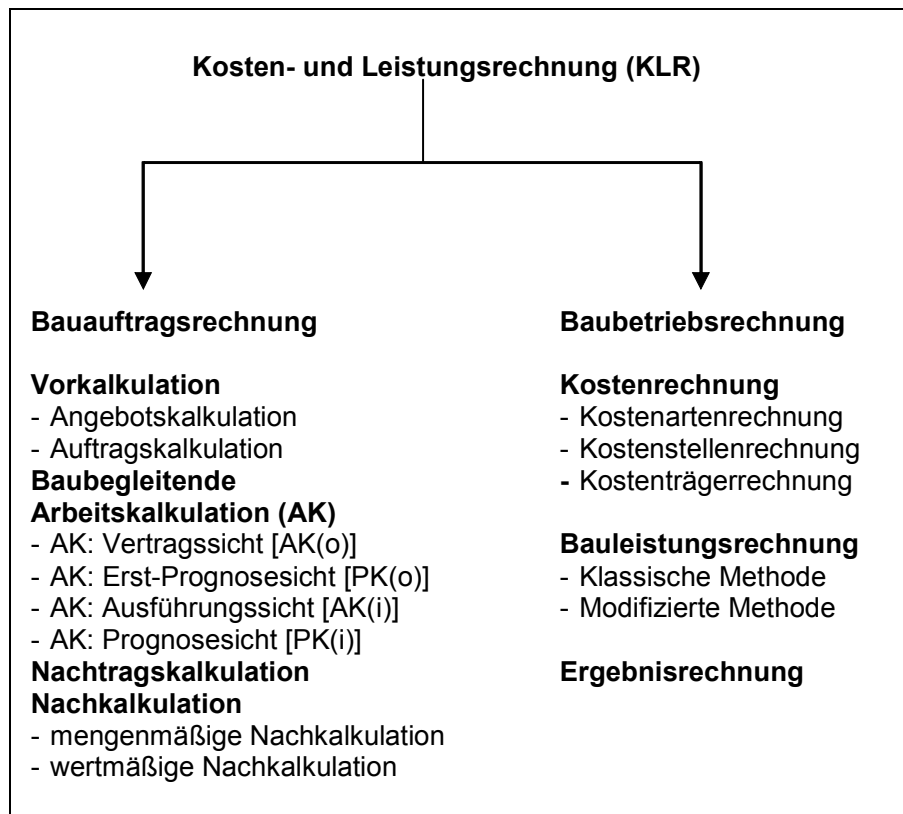 Kosten- und Leistungsrechnung (KLR)
Bauauftragsrechnung
Vorkalkulation
- Angebotskalkulation
- Auftragskalkulation
Baubegleitende
Arbeitskalkulation (AK)
- AK: Vertragssicht [AK(o)]
- AK: Erst-Prognosesicht [PK(o)]
- AK: Ausführungssicht [AK(i)]
- AK: Prognosesicht [PK(i)]
Nachtragskalkulation
Nachkalkulation
- mengenmäßige Nachkalkulation
- wertmäßige Nachkalkulation
Baubetriebsrechnung
Kostenrechnung
- Kostenartenrechnung
- Kostenstellenrechnung
- Kostenträgerrechnung
Bauleistungsrechnung
- Klassische Methode
- Modifizierte Methode
Ergebnisrechnung